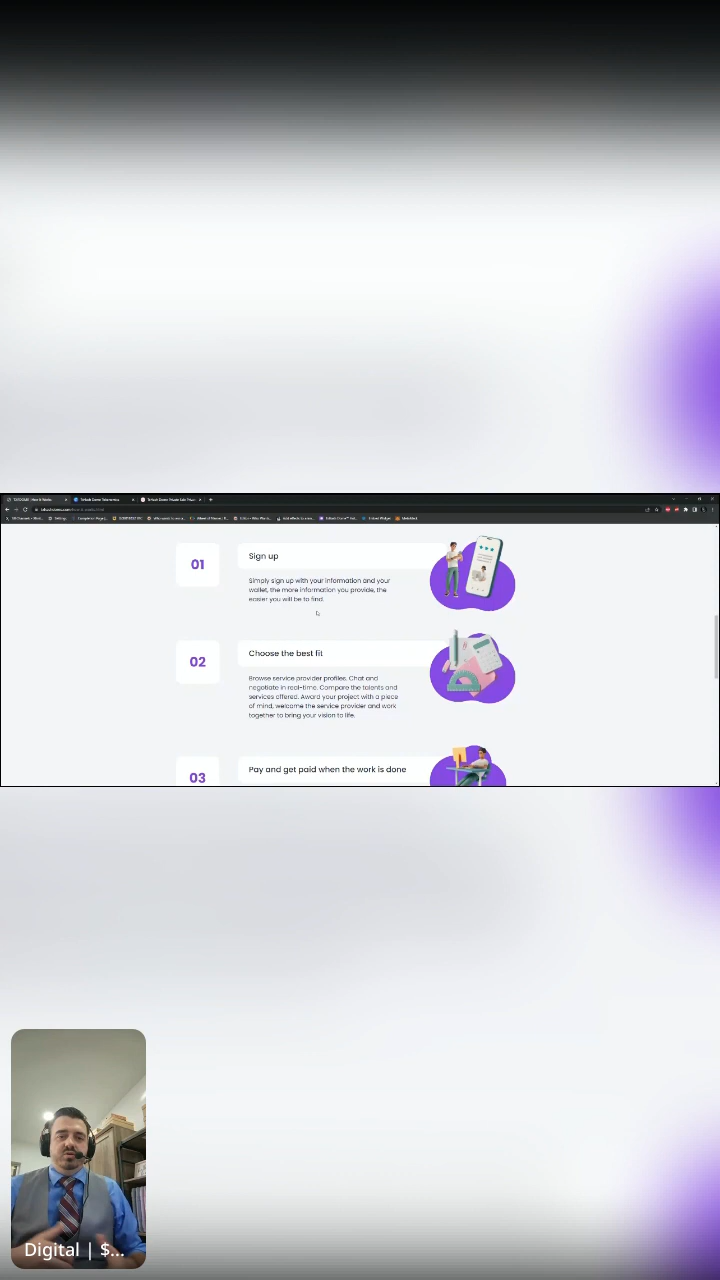 01
Sign up
Simply sign up with your information and your
wallet, the more information you provide, the
easier you will be to find.
02
Choose the best fit
Browse service provider profiles. Chat and
negotiate in real-time. Compare the talents and
services offered. Award your project with a piece
of mind, welcome the service provider and work
together to bring your vision to life.
03
Pay and get paid when the work is done
Digital | $...